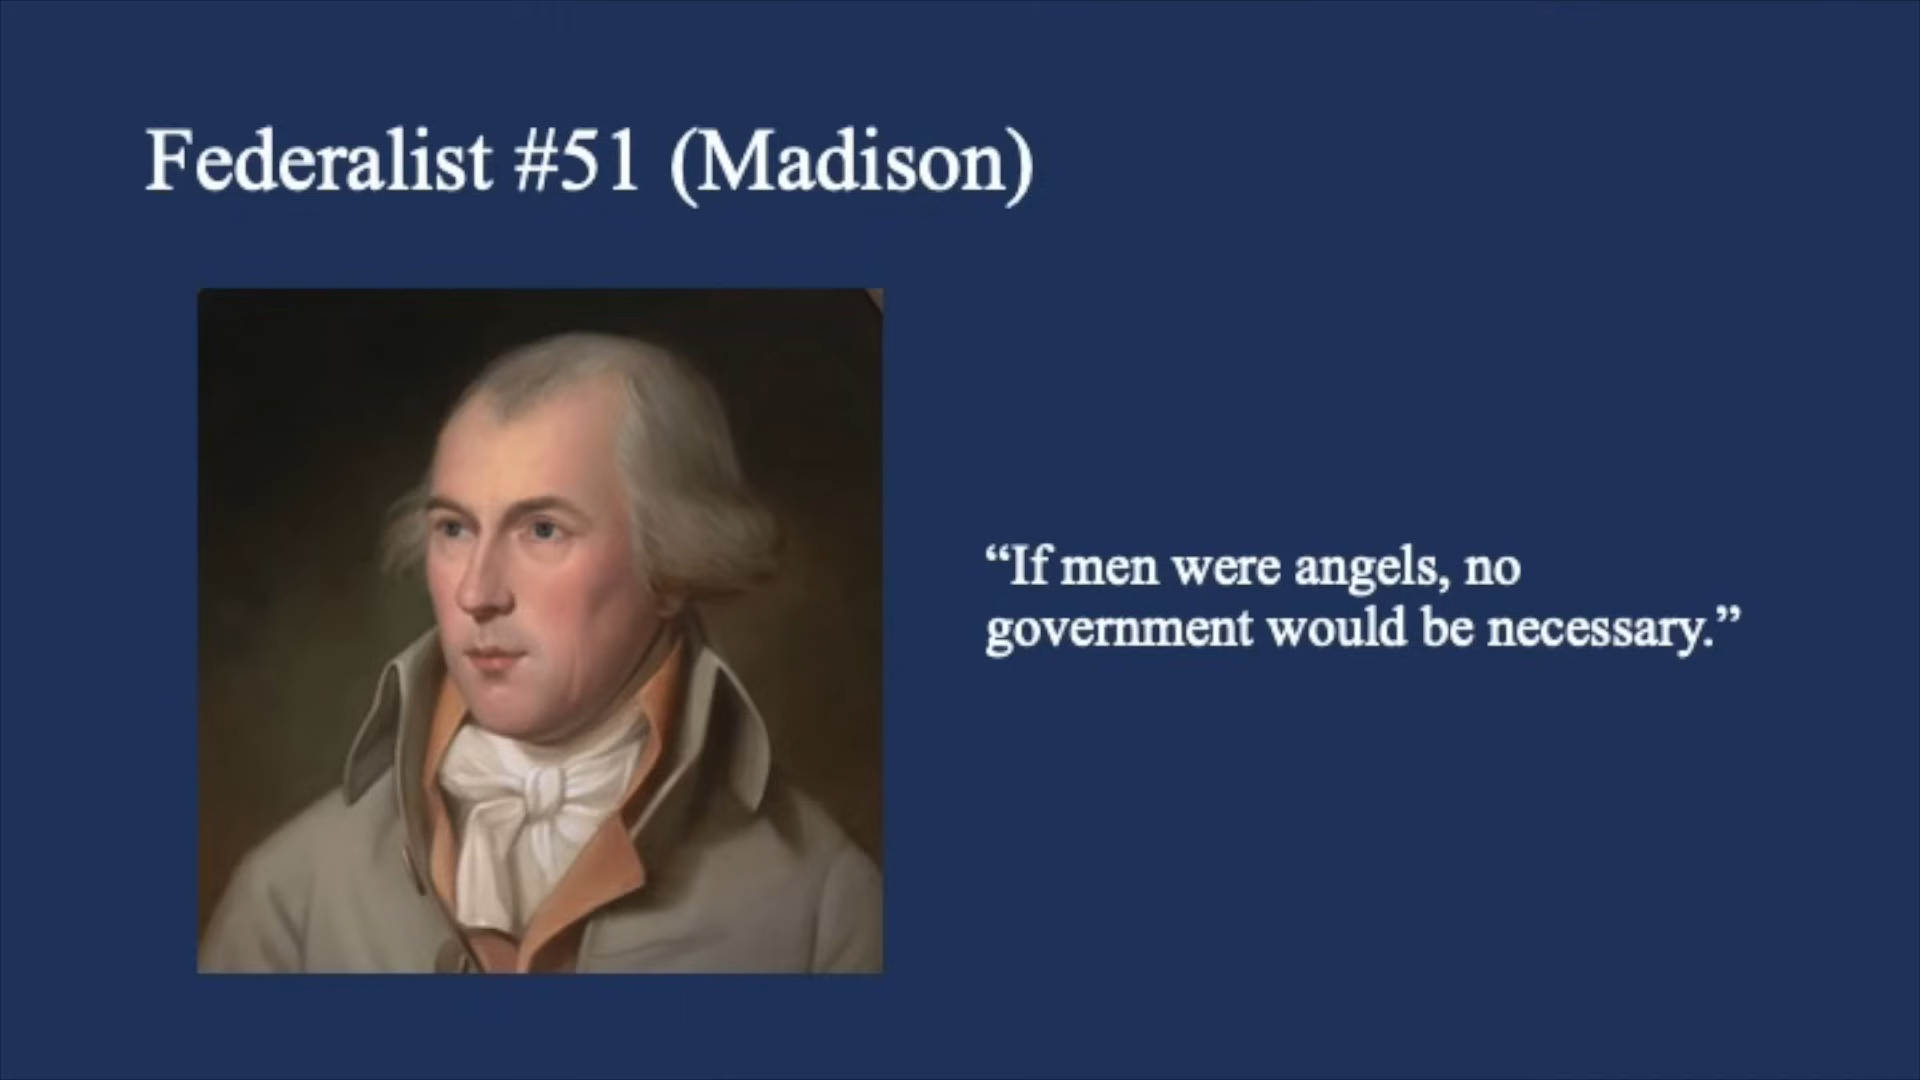 Federalist #51 (Madison)
“If men were angels, no
government would be necessary.”